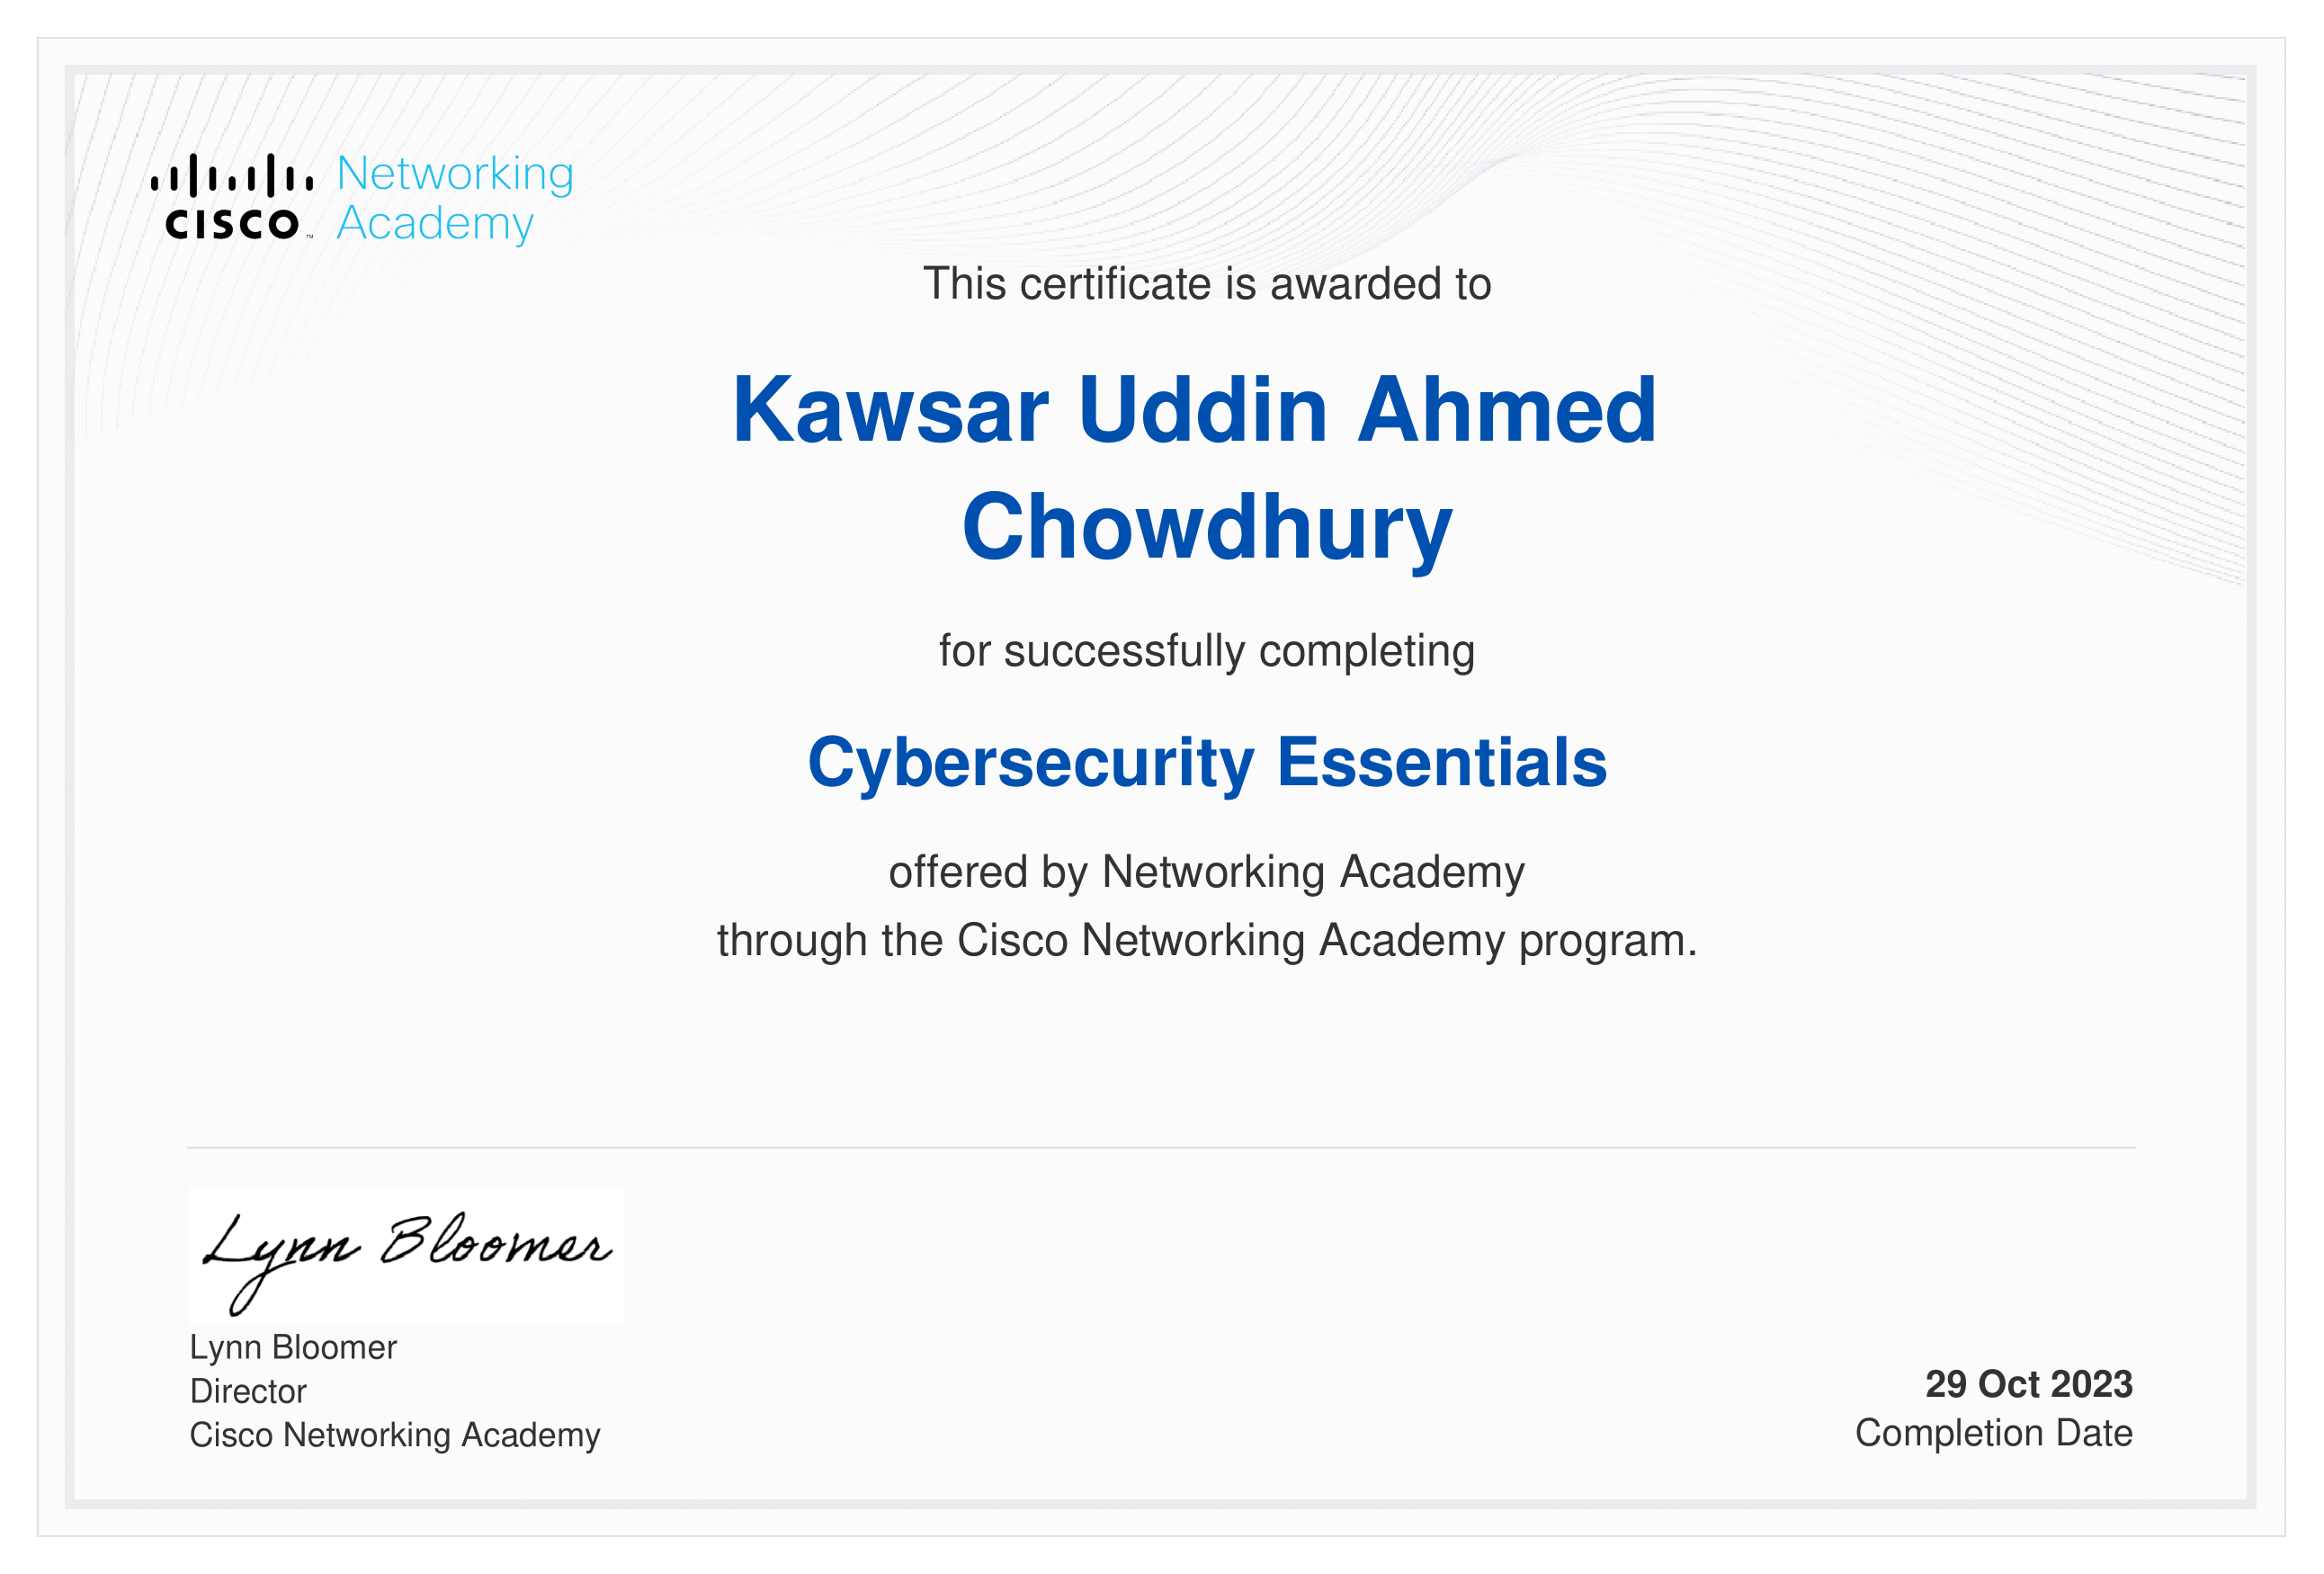 Networking
Academy
CISCO™
This certificate is awarded to
Kawsar Uddin Ahmed
Chowdhury
for successfully completing
Cybersecurity Essentials
offered by Networking Academy
through the Cisco Networking Academy program.
Lynn Bloomer
Lynn Bloomer
Director
Cisco Networking Academy
29 Oct 2023
Completion Date